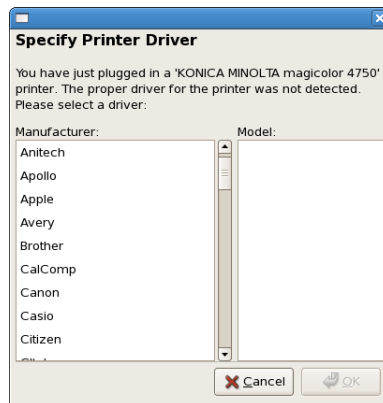 Specify Printer Driver
You have just plugged in a 'KONICA MINOLTA magicolor 4750'
printer. The proper driver for the printer was not detected.
Please select a driver:
Manufacturer:
Model:
Anitech
Apollo
Apple
Avery
Brother
CalComp
Canon
Casio
Citizen
Cancel
OK